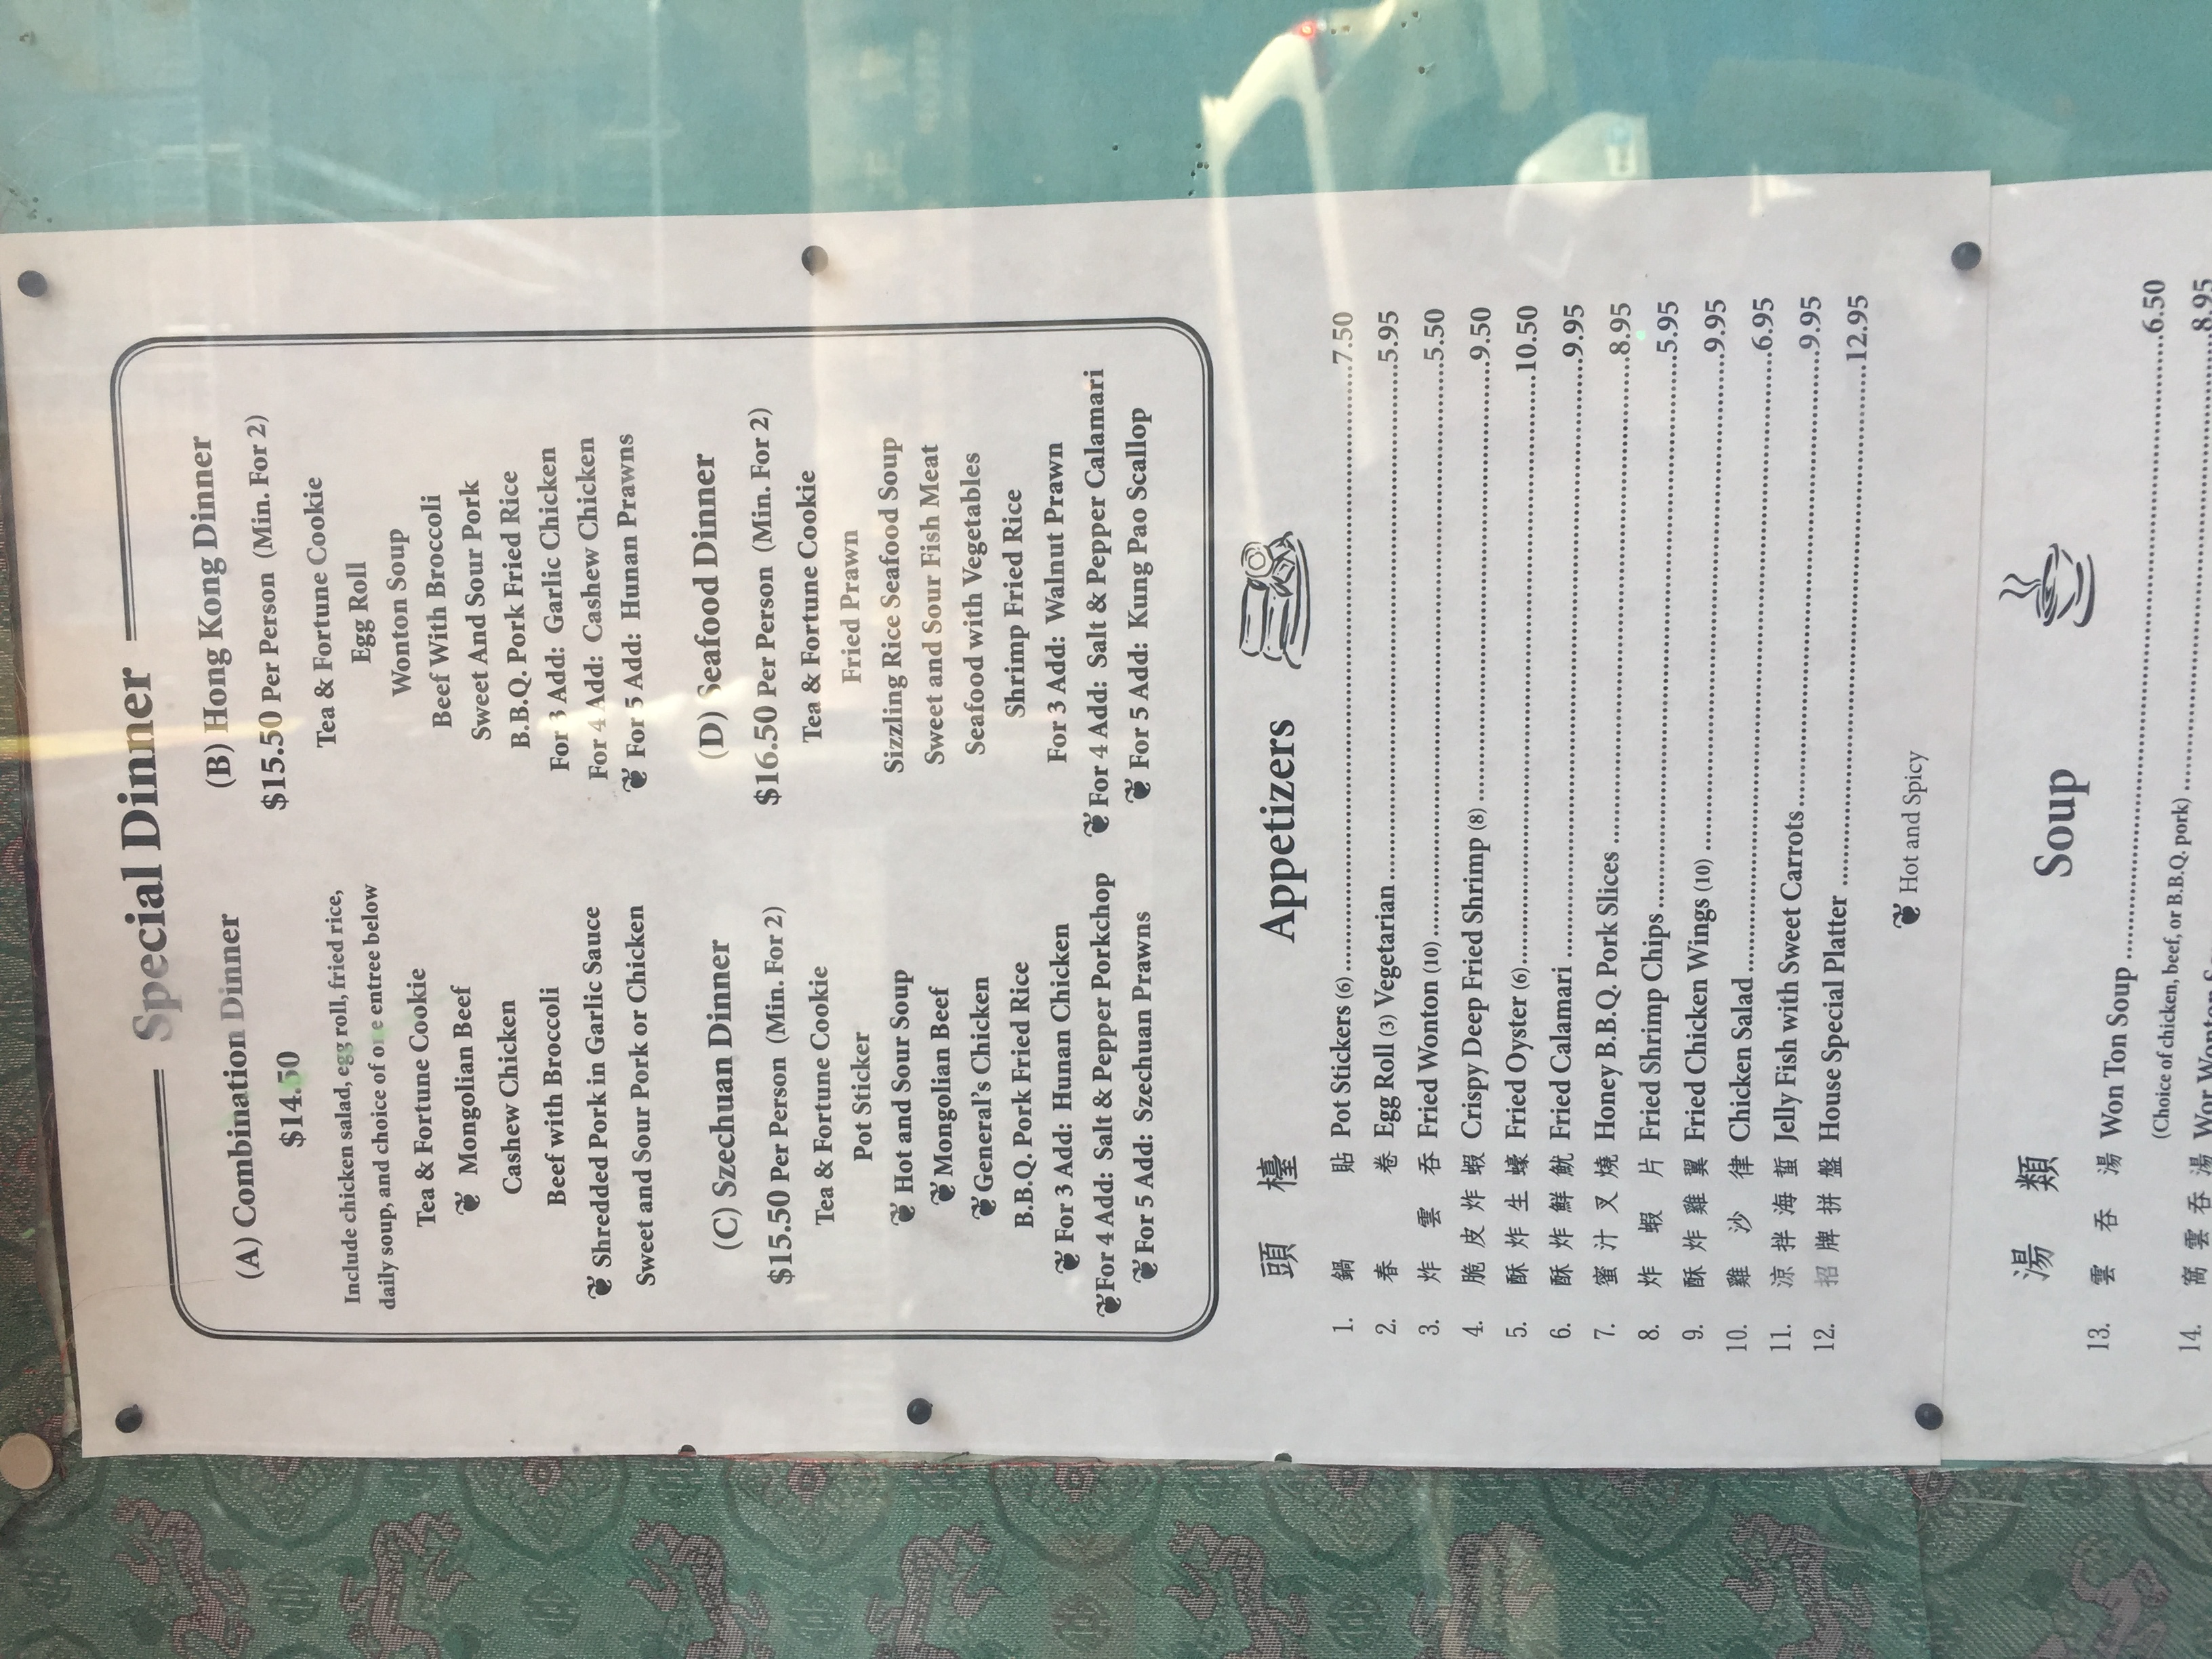 Special Dinner
(A) Combination Dinner
$14.50
Include chicken salad, egg roll, fried rice,
daily soup, and choice of one entree below
Tea & Fortune Cookie
Mongolian Beef
Cashew Chicken
Beef with Broccoli
Shredded Pork in Garlic Sauce
Sweet and Sour Pork or Chicken
(B) Hong Kong Dinner
$15.50 Per Person (Min. For 2)
Tea & Fortune Cookie
Egg Roll
Wonton Soup
Beef With Broccoli
Sweet And Sour Pork
B.B.Q. Pork Fried Rice
For 3 Add: Garlic Chicken
For 4 Add: Cashew Chicken
For 5 Add: Hunan Prawns
(C) Szechuan Dinner
$15.50 Per Person (Min. For 2)
Tea & Fortune Cookie
Pot Sticker
Hot and Sour Soup
Mongolian Beef
General's Chicken
B.B.Q. Pork Fried Rice
For 3 Add: Hunan Chicken
For 4 Add: Salt & Pepper Porkchop
For 5 Add: Szechuan Prawns
(D) Seafood Dinner
$16.50 Per Person (Min. For 2)
Tea & Fortune Cookie
Fried Prawn
Sizzling Rice Seafood Soup
Sweet and Sour Fish Meat
Seafood with Vegetables
Shrimp Fried Rice
For 3 Add: Walnut Prawn
For 4 Add: Salt & Pepper Calamari
For 5 Add: Kung Pao Scallop
頭檯 Appetizers
1. 鍋貼 Pot Stickers (6) 7.50
2. 春卷 Egg Roll (3) Vegetarian 5.95
3. 炸雲吞 Fried Wonton (10) 5.50
4. 脆皮炸蝦 Crispy Deep Fried Shrimp (8) 9.50
5. 酥炸生蠔 Fried Oyster (6) 10.50
6. 酥炸鮮魷 Fried Calamari 9.95
7. 蜜汁叉燒 Honey B.B.Q. Pork Slices 8.95
8. 炸蝦片 Fried Shrimp Chips 5.95
9. 酥炸雞翼 Fried Chicken Wings (10) 9.95
10. 雞沙律 Chicken Salad 6.95
11. 涼拌海蜇 Jelly Fish with Sweet Carrots 9.95
12. 招牌拼盤 House Special Platter 12.95
Hot and Spicy
湯類 Soup
13. 雲吞湯 Won Ton Soup 6.50
(Choice of chicken, beef, or B.B.Q. pork) 8.95
14. 窩雲吞湯 Wor Wonton